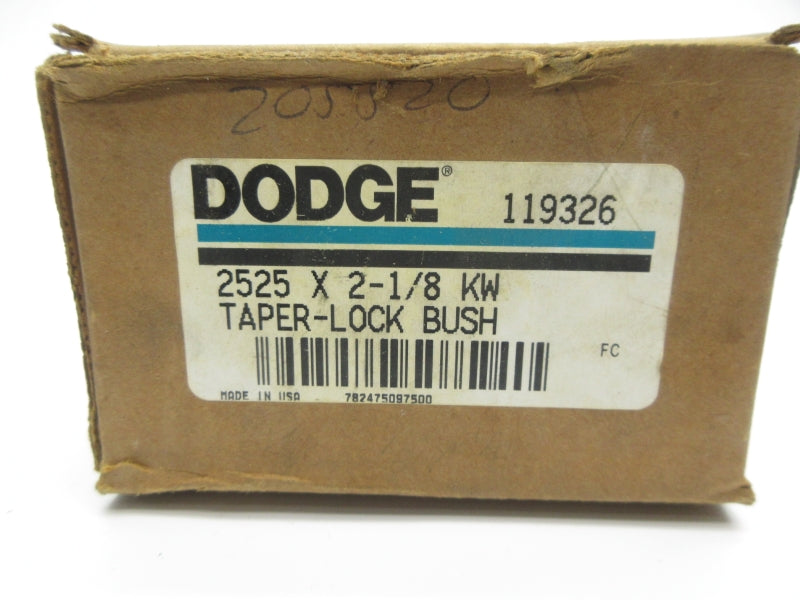 205820
DODGE® 119326
2525 X 2-1/8 KW
TAPER-LOCK BUSH
FC
MADE IN USA 782475097500